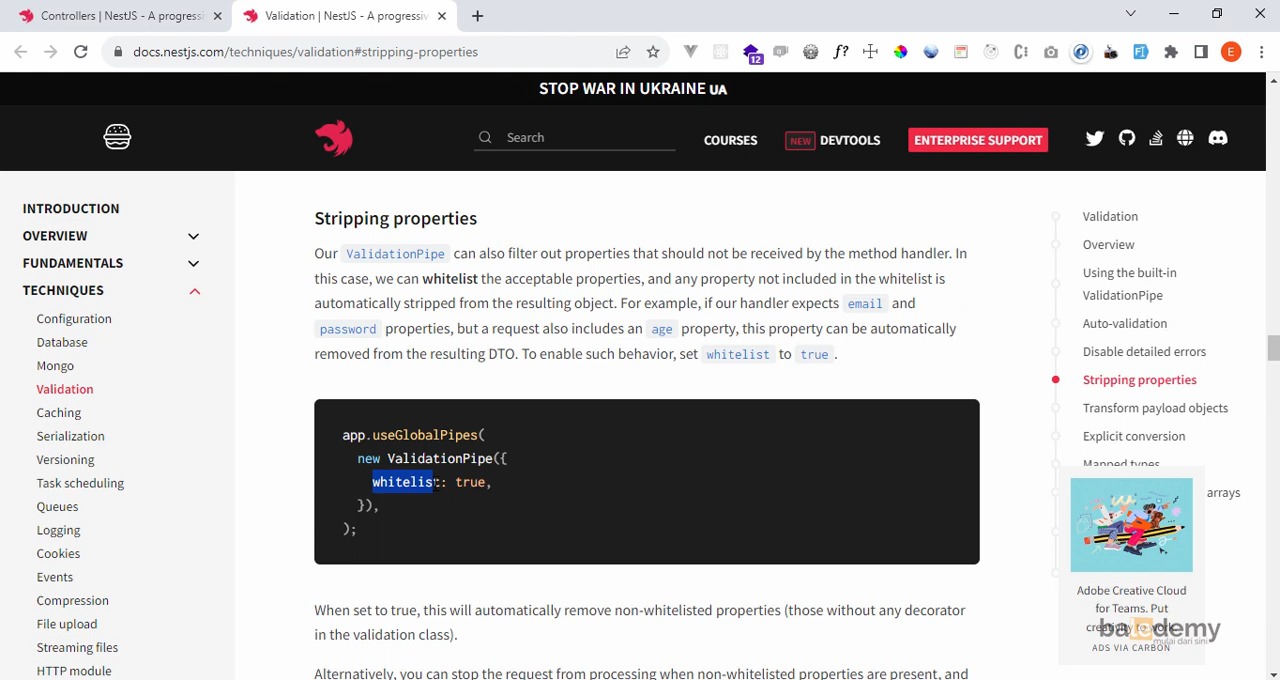 Controllers | NestJS - A progressi
Validation | NestJS - A progressiv
docs.nestjs.com/techniques/validation#stripping-properties
12
f?
E
STOP WAR IN UKRAINE UA
Search
COURSES
NEW DEVTOOLS
ENTERPRISE SUPPORT
INTRODUCTION
OVERVIEW
FUNDAMENTALS
TECHNIQUES
Configuration
Database
Mongo
Validation
Caching
Serialization
Versioning
Task scheduling
Queues
Logging
Cookies
Events
Compression
File upload
Streaming files
HTTP module
Stripping properties
Our ValidationPipe can also filter out properties that should not be received by the method handler. In
this case, we can whitelist the acceptable properties, and any property not included in the whitelist is
automatically stripped from the resulting object. For example, if our handler expects email and
password properties, but a request also includes an age property, this property can be automatically
removed from the resulting DTO. To enable such behavior, set whitelist to true.
app.useGlobalPipes(
new ValidationPipe({
whitelist: true,
}),
);
When set to true, this will automatically remove non-whitelisted properties (those without any decorator
in the validation class).
Alternatively, you can stop the request from processing when non-whitelisted properties are present, and
Validation
Overview
Using the built-in
ValidationPipe
Auto-validation
Disable detailed errors
Stripping properties
Transform payload objects
Explicit conversion
Mapped types
arrays
Adobe Creative Cloud
for Teams. Put
creativity to work.
ADS VIA CARBON
baledemy
mulai dari sini